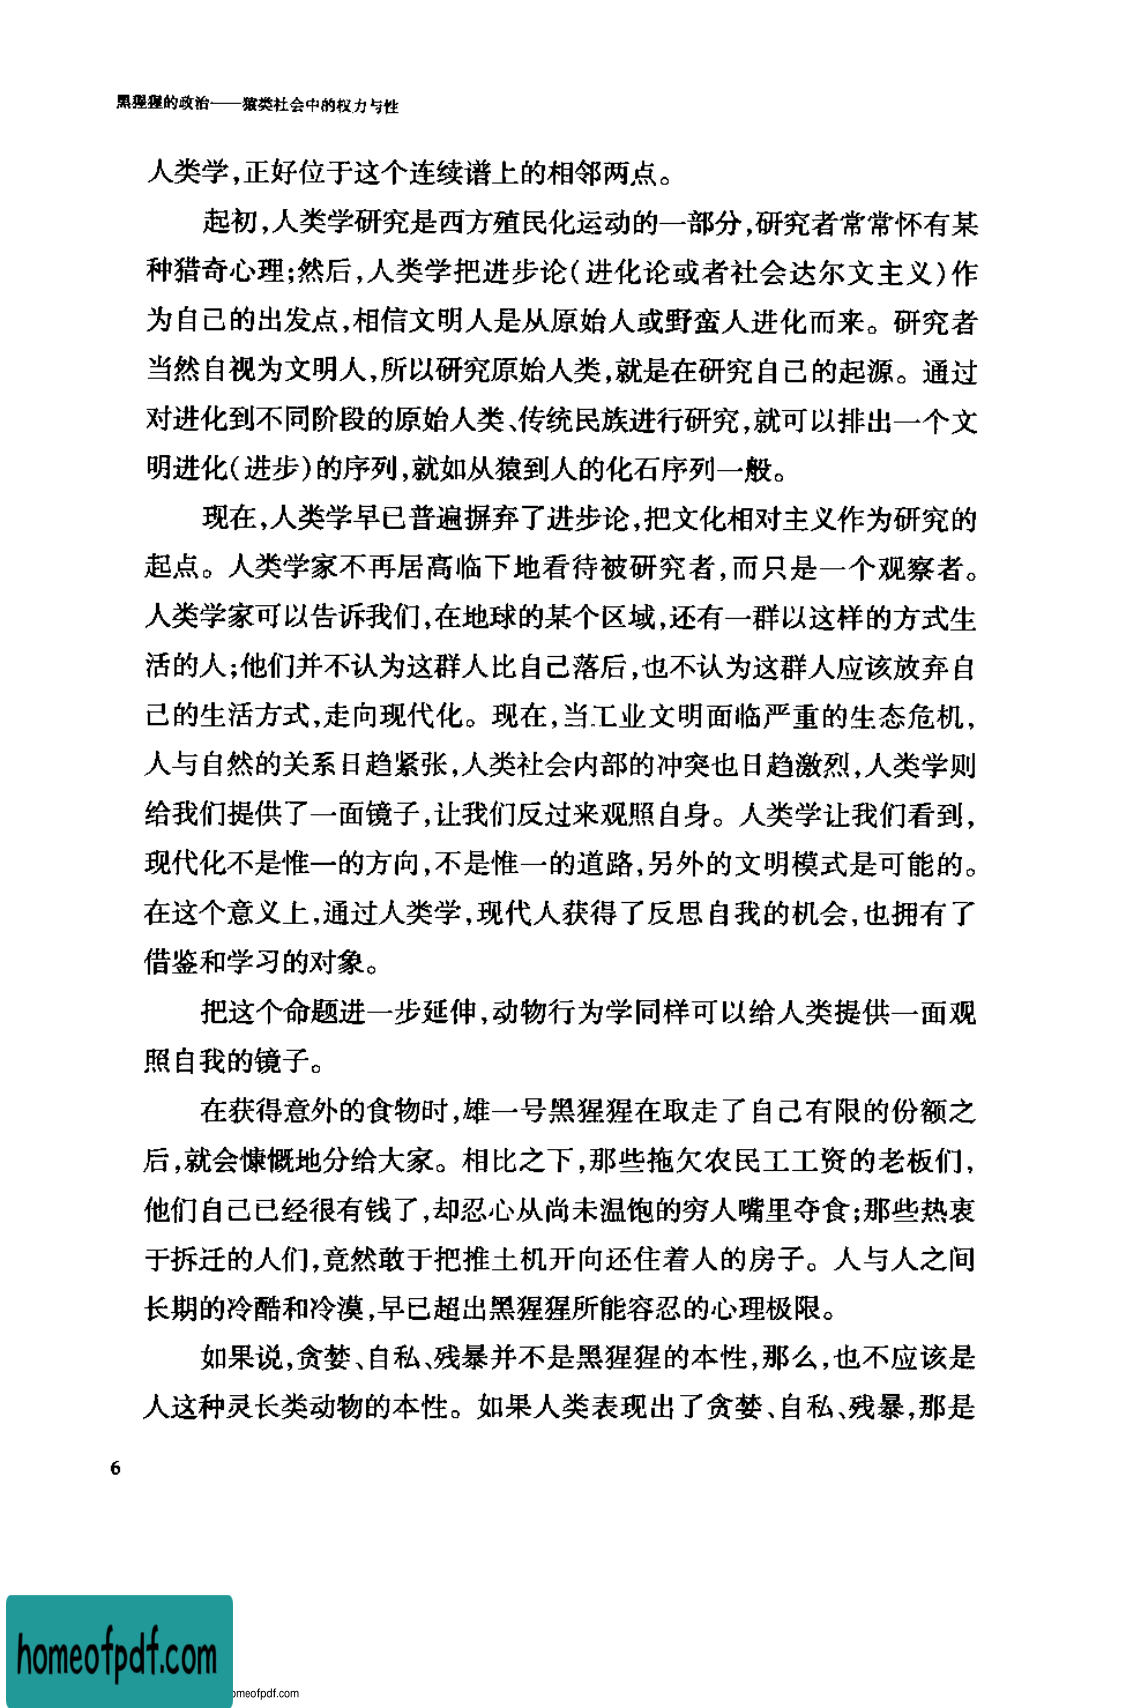 黑猩猩的政治——猿类社会中的权力与性
人类学,正好位于这个连续谱上的相邻两点。
起初,人类学研究是西方殖民化运动的一部分,研究者常常怀有某
种猎奇心理;然后,人类学把进步论(进化论或者社会达尔文主义)作
为自己的出发点,相信文明人是从原始人或野蛮人进化而来。研究者
当然自视为文明人,所以研究原始人类,就是在研究自己的起源。通过
对进化到不同阶段的原始人类、传统民族进行研究,就可以排出一个文
明进化(进步)的序列,就如从猿到人的化石序列一般。
现在,人类学早已普遍摒弃了进步论,把文化相对主义作为研究的
起点。人类学家不再居高临下地看待被研究者,而只是一个观察者。
人类学家可以告诉我们,在地球的某个区域,还有一群以这样的方式生
活的人;他们并不认为这群人比自己落后,也不认为这群人应该放弃自
己的生活方式,走向现代化。现在,当工业文明面临严重的生态危机,
人与自然的关系日趋紧张,人类社会内部的冲突也日趋激烈,人类学则
给我们提供了一面镜子,让我们反过来观照自身。人类学让我们看到,
现代化不是惟一的方向,不是惟一的道路,另外的文明模式是可能的。
在这个意义上,通过人类学,现代人获得了反思自我的机会,也拥有了
借鉴和学习的对象。
把这个命题进一步延伸,动物行为学同样可以给人类提供一面观
照自我的镜子。
在获得意外的食物时,雄一号黑猩猩在取走了自己有限的份额之
后,就会慷慨地分给大家。相比之下,那些拖欠农民工工资的老板们,
他们自己已经很有钱了,却忍心从尚未温饱的穷人嘴里夺食;那些热衷
于拆迁的人们,竟然敢于把推土机开向还住着人的房子。人与人之间
长期的冷酷和冷漠,早已超出黑猩猩所能容忍的心理极限。
如果说,贪婪、自私、残暴并不是黑猩猩的本性,那么,也不应该是
人这种灵长类动物的本性。如果人类表现出了贪婪、自私、残暴,那是
6
homeofpdf.com
omeofpdf.com